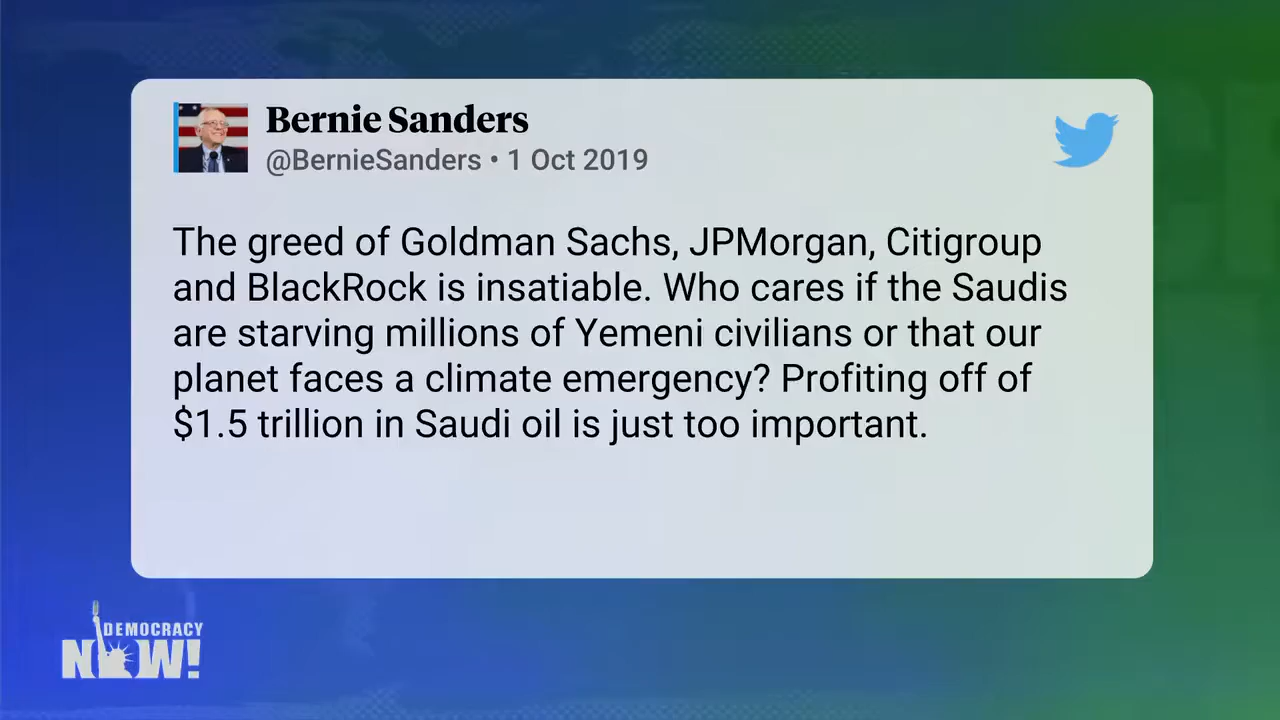 Bernie Sanders
@BernieSanders • 1 Oct 2019
The greed of Goldman Sachs, JPMorgan, Citigroup
and BlackRock is insatiable. Who cares if the Saudis
are starving millions of Yemeni civilians or that our
planet faces a climate emergency? Profiting off of
$1.5 trillion in Saudi oil is just too important.
DEMOCRACY
NOW!